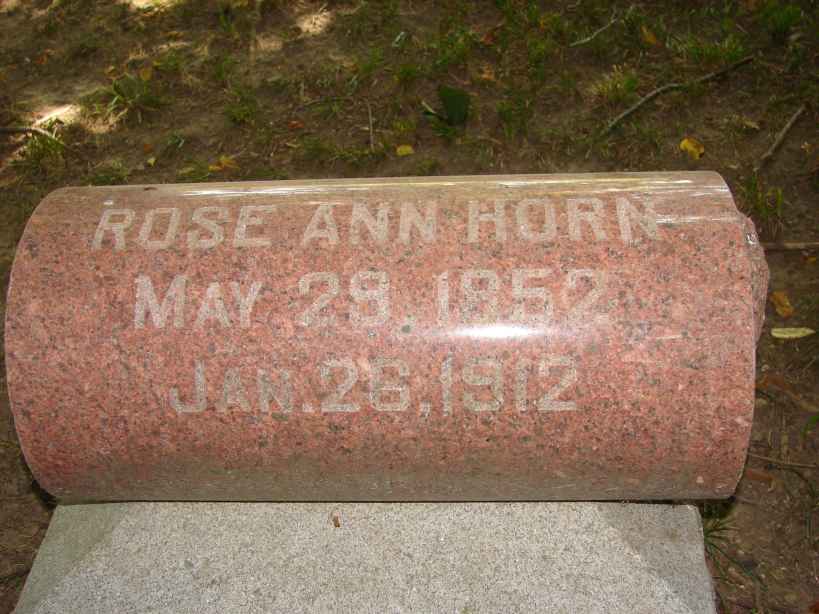 ROSE ANN HORN
MAY 29, 1852
JAN. 26, 1912